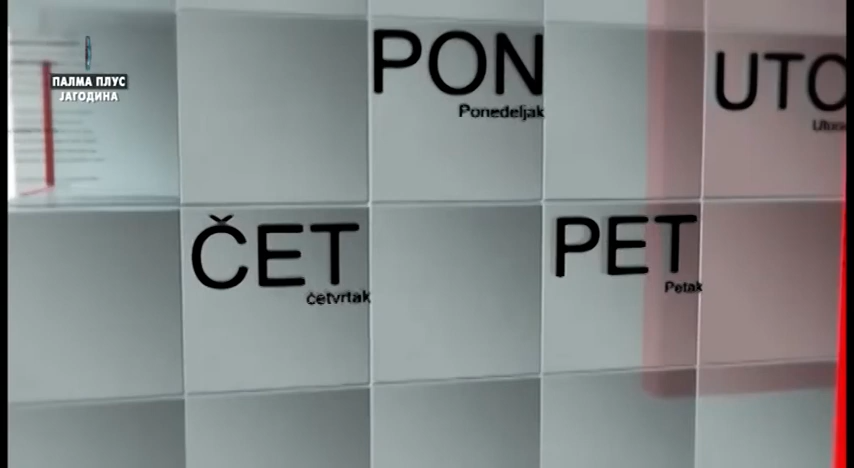 ПАЛМА ПЛУС
ЈАГОДИНА
PON
Ponedeljak
UTO
ČET
četvrtak
PET
Petak